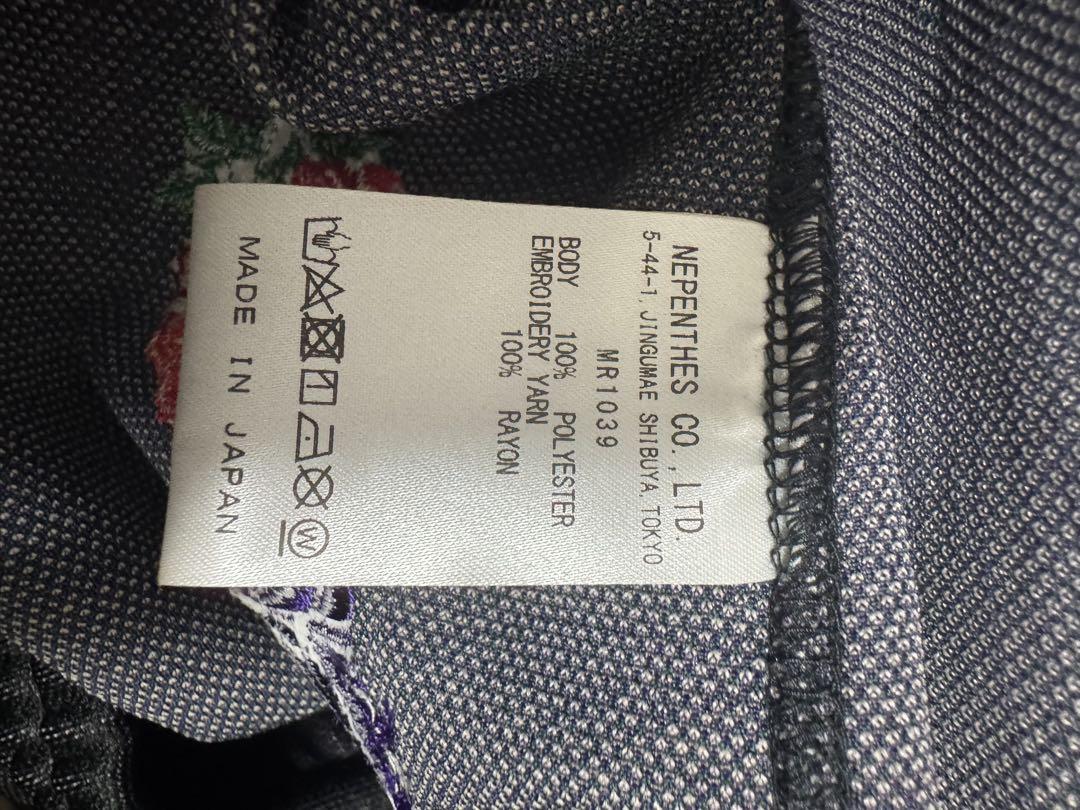 NEPENTHES CO.,LTD.
5-44-1, JINGUMAE SHIBUYA TOKYO
MR1039
BODY 100% POLYESTER
EMBROIDERY YARN
100% RAYON
W
MADE IN JAPAN